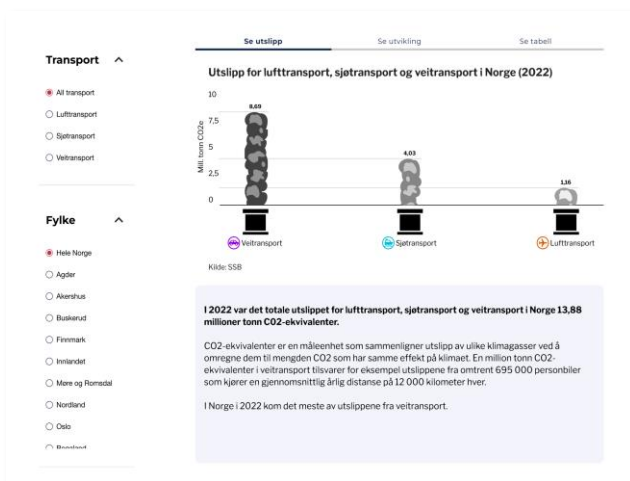 Se utslipp
Se utvikling
Se tabell
Transport
All transport
Lufttransport
Sjøtransport
Veitransport
Fylke
Hele Norge
Agder
Akershus
Buskerud
Finnmark
Innlandet
Møre og Romsdal
Nordland
Oslo
Rogaland
Utslipp for lufttransport, sjøtransport og veitransport i Norge (2022)
Mill. tonn CO2e
10
7,5
5
2,5
0
8,69
4,03
1,16
Veitransport
Sjøtransport
Lufttransport
Kilde: SSB
I 2022 var det totale utslippet for lufttransport, sjøtransport og veitransport i Norge 13,88
millioner tonn CO2-ekvivalenter.
CO2-ekvivalenter er en måleenhet som sammenligner utslipp av ulike klimagasser ved å
omregne dem til mengden CO2 som har samme effekt på klimaet. En million tonn CO2-
ekvivalenter i veitransport tilsvarer for eksempel utslippene fra omtrent 695 000 personbiler
som kjører en gjennomsnittlig årlig distanse på 12 000 kilometer hver.
I Norge i 2022 kom det meste av utslippene fra veitransport.